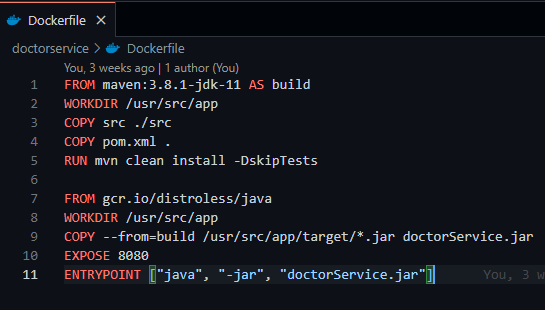 Dockerfile ×
doctorservice > Dockerfile
You, 3 weeks ago | 1 author (You)
1 FROM maven:3.8.1-jdk-11 AS build
2 WORKDIR /usr/src/app
3 COPY src ./src
4 COPY pom.xml .
5 RUN mvn clean install -DskipTests
6
7 FROM gcr.io/distroless/java
8 WORKDIR /usr/src/app
9 COPY --from=build /usr/src/app/target/*.jar doctorService.jar
10 EXPOSE 8080
11 ENTRYPOINT ["java", "-jar", "doctorService.jar"] You, 3 w